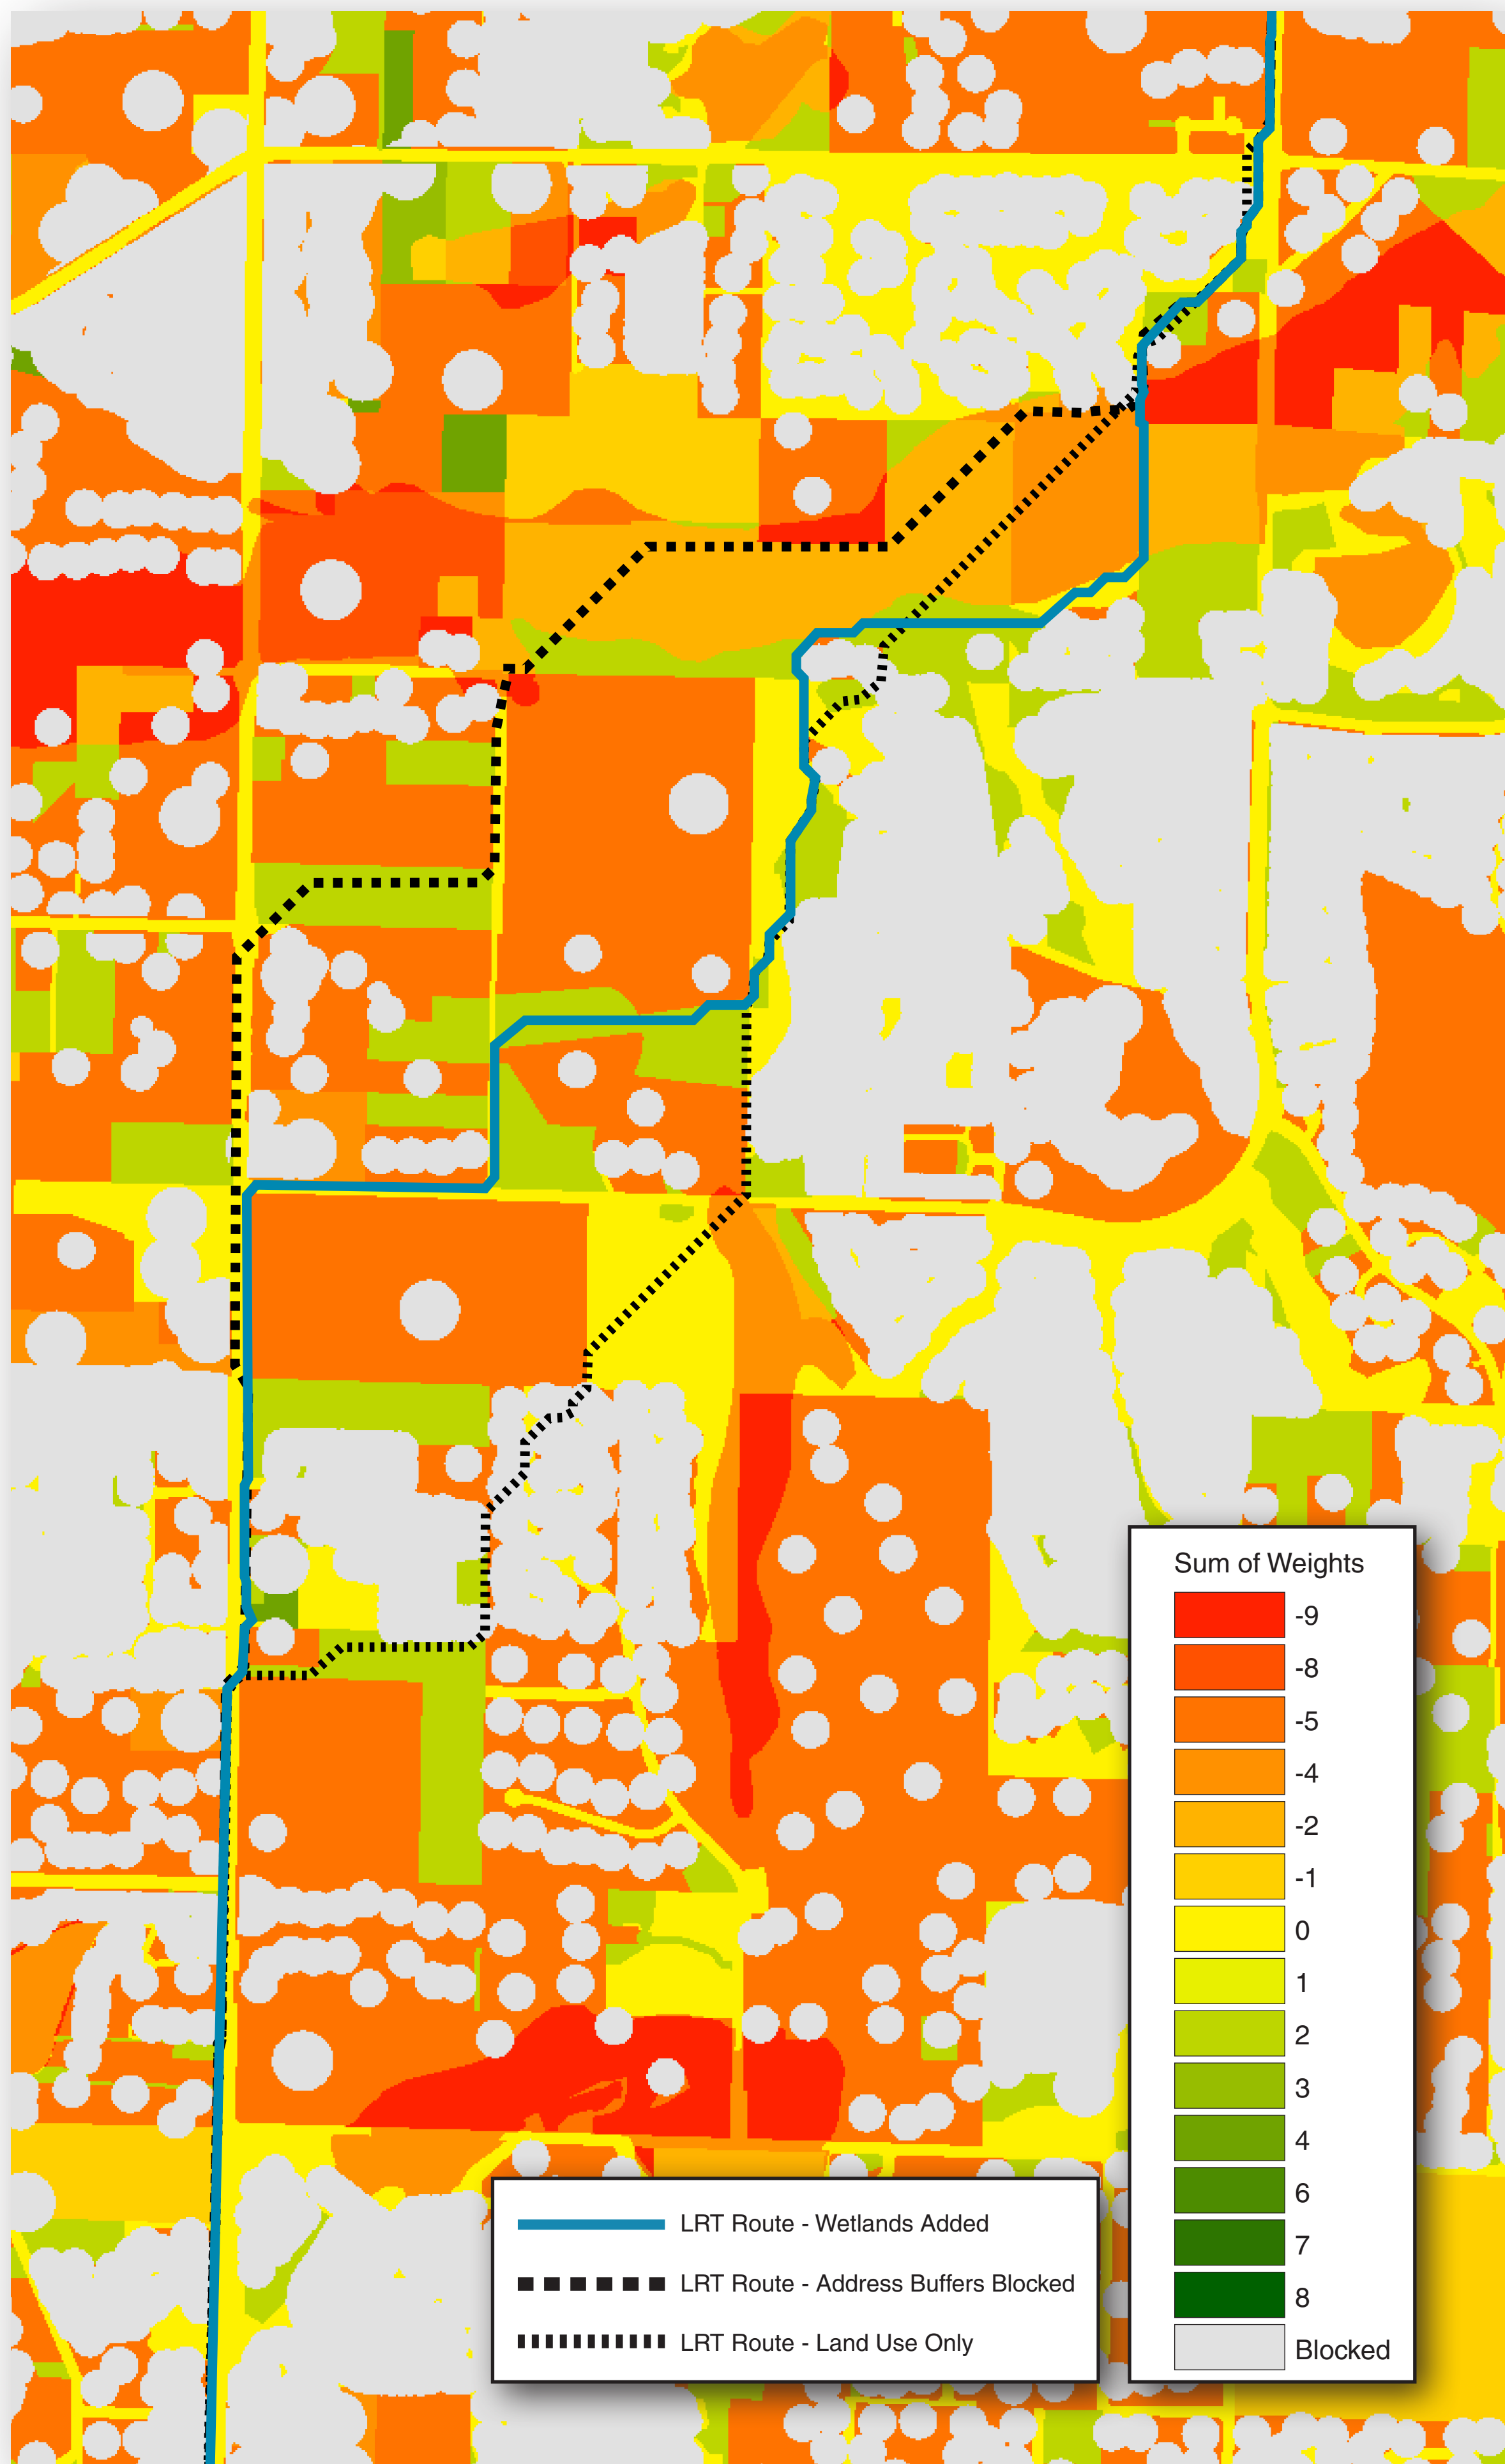 Sum of Weights
-9
-8
-5
-4
-2
-1
0
1
2
3
4
6
7
8
Blocked
LRT Route - Wetlands Added
LRT Route - Address Buffers Blocked
LRT Route - Land Use Only